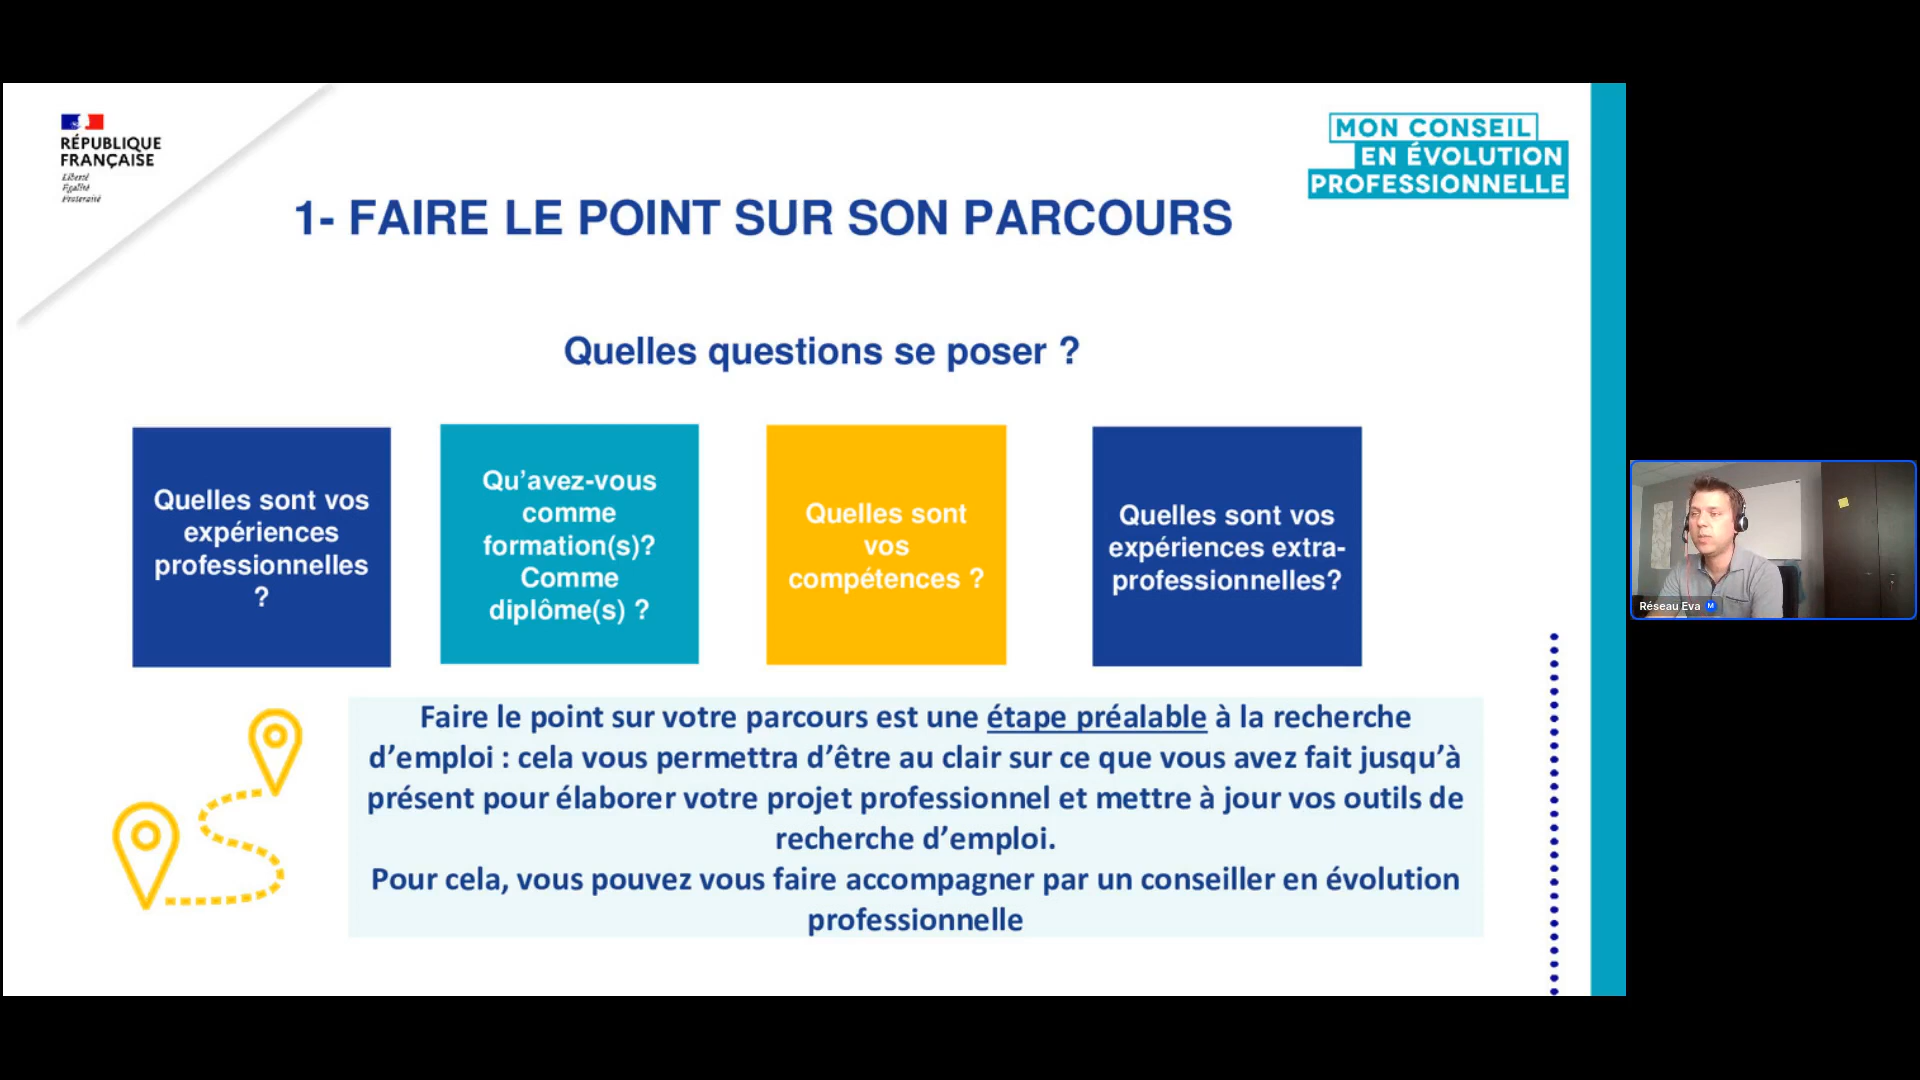 RÉPUBLIQUE
FRANÇAISE
Liberté
Égalité
Fraternité
MON CONSEIL
EN ÉVOLUTION
PROFESSIONNELLE
1- FAIRE LE POINT SUR SON PARCOURS
Quelles questions se poser ?
Quelles sont vos
expériences
professionnelles
?
Qu’avez-vous
comme
formation(s)?
Comme
diplôme(s) ?
Quelles sont
vos
compétences ?
Quelles sont vos
expériences extra-
professionnelles?
Faire le point sur votre parcours est une étape préalable à la recherche
d’emploi : cela vous permettra d’être au clair sur ce que vous avez fait jusqu’à
présent pour élaborer votre projet professionnel et mettre à jour vos outils de
recherche d’emploi.
Pour cela, vous pouvez vous faire accompagner par un conseiller en évolution
professionnelle
Réseau Eva M